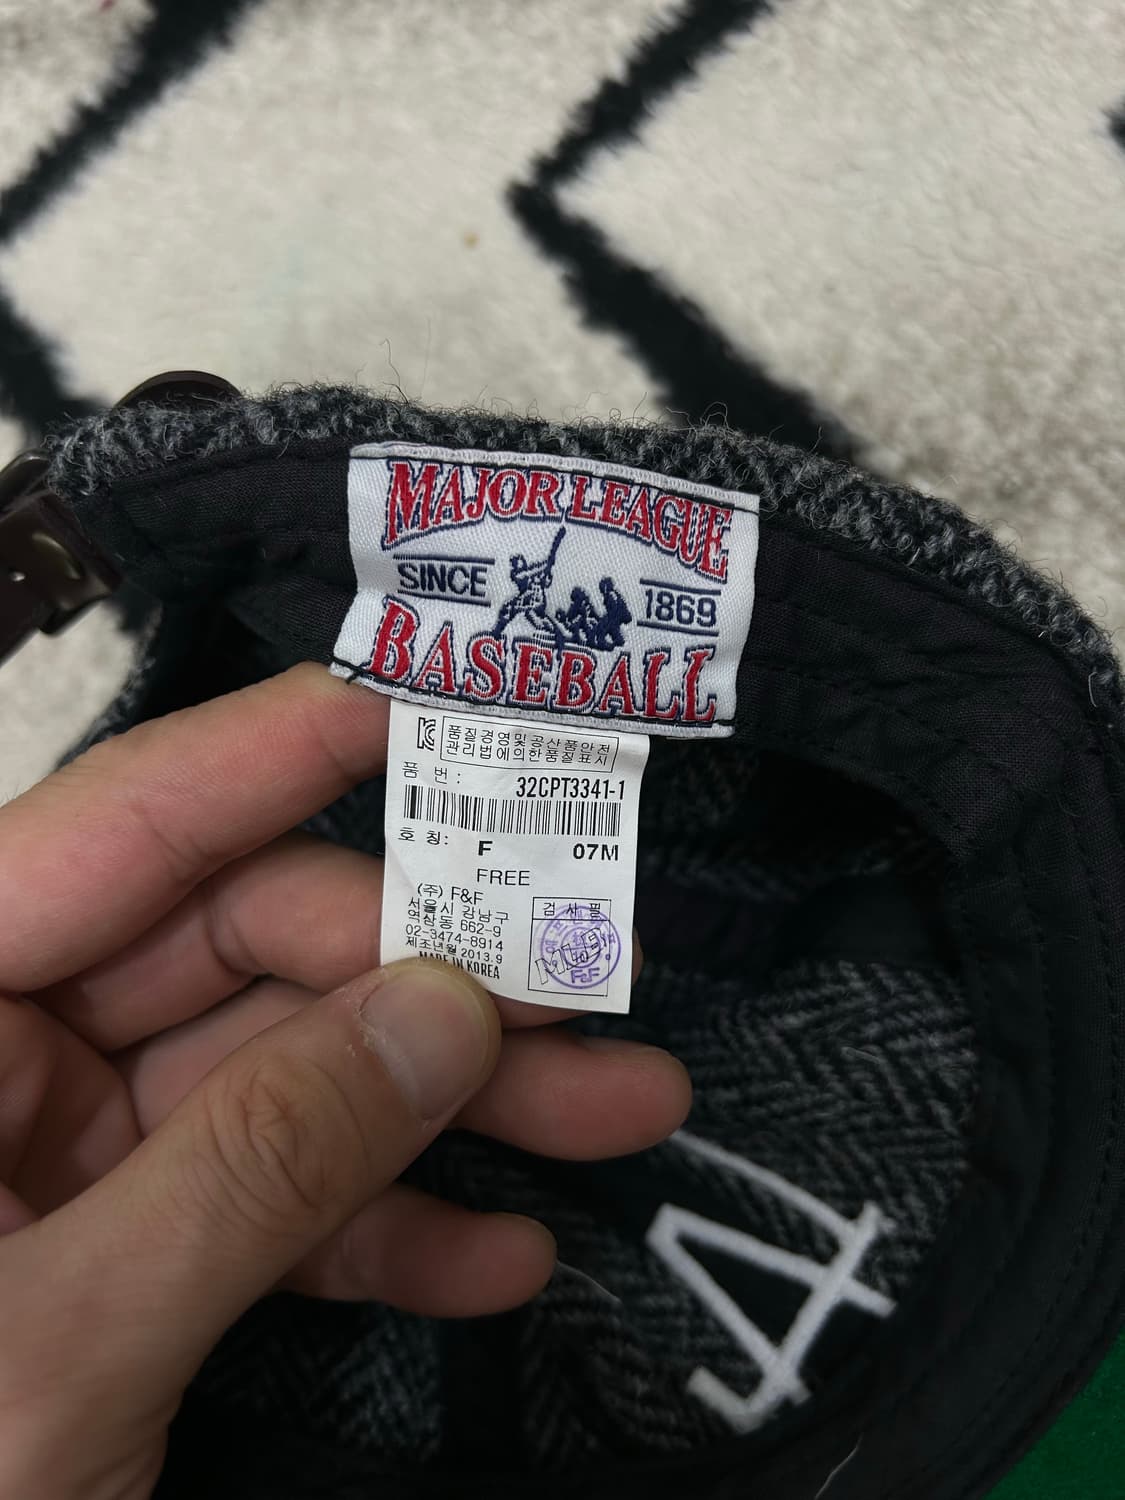 MAJOR LEAGUE
SINCE 1869
BASEBALL
품질경영및공산품안전
관리법에의한품질표시
품 번 : 32CPT3341-1
호 칭: F 07M
FREE
(주) F&F
서울시 강남구
역삼동 662-9
02-3474-8914
제조년월 2013.9
MADE IN KOREA
검 사 필
MLB
F&F